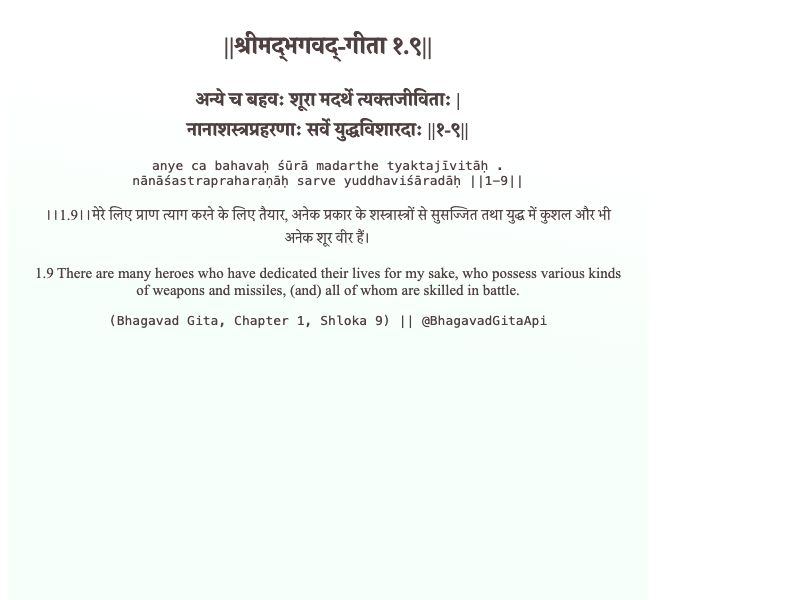 ||श्रीमद्‍भगवद्‍-गीता १.९||
अन्ये च बहवः शूरा मदर्थे त्यक्तजीविताः |
नानाशस्त्रप्रहरणाः सर्वे युद्धविशारदाः ||१-९||
anye ca bahavaḥ śūrā madarthe tyaktajīvitāḥ .
nānāśastrapraharaṇāḥ sarve yuddhaviśāradāḥ ||1-9||
।।1.9।।मेरे लिए प्राण त्याग करने के लिए तैयार, अनेक प्रकार के शस्त्रास्त्रों से सुसज्जित तथा युद्ध में कुशल और भी
अनेक शूर वीर हैं।
1.9 There are many heroes who have dedicated their lives for my sake, who possess various kinds
of weapons and missiles, (and) all of whom are skilled in battle.
(Bhagavad Gita, Chapter 1, Shloka 9) || @BhagavadGitaApi